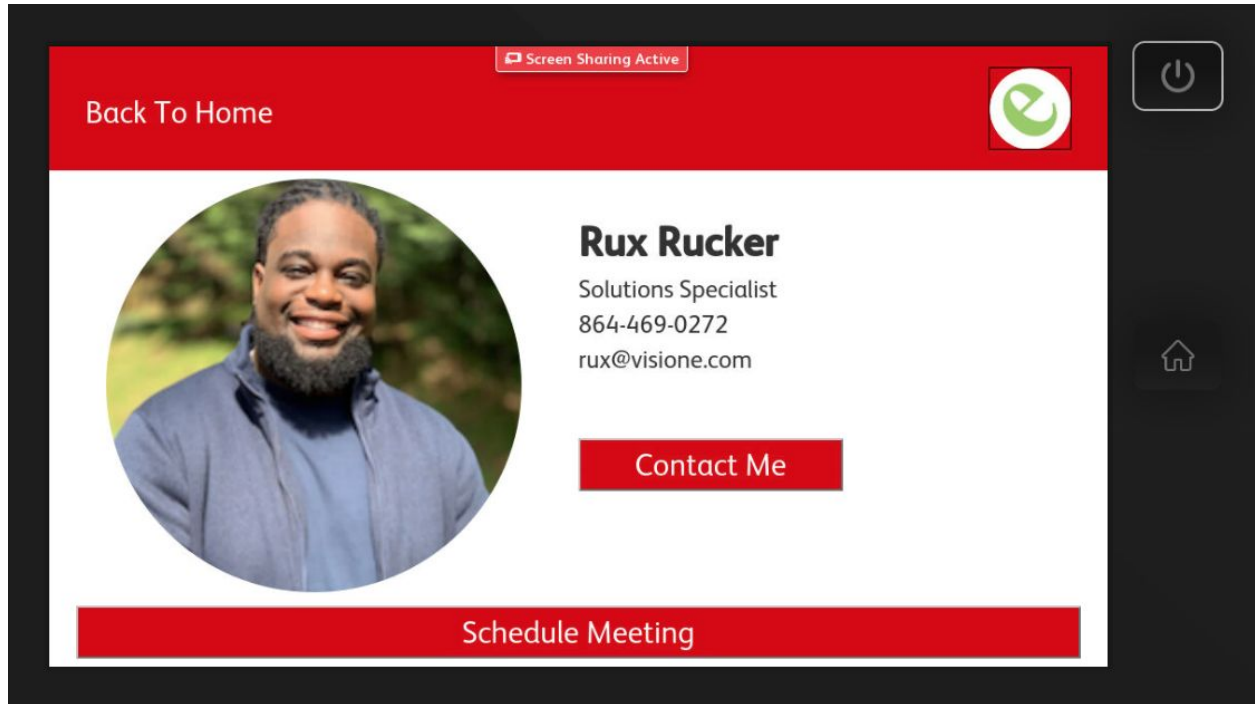 Screen Sharing Active
Back To Home
Rux Rucker
Solutions Specialist
864-469-0272
rux@visione.com
Contact Me
Schedule Meeting